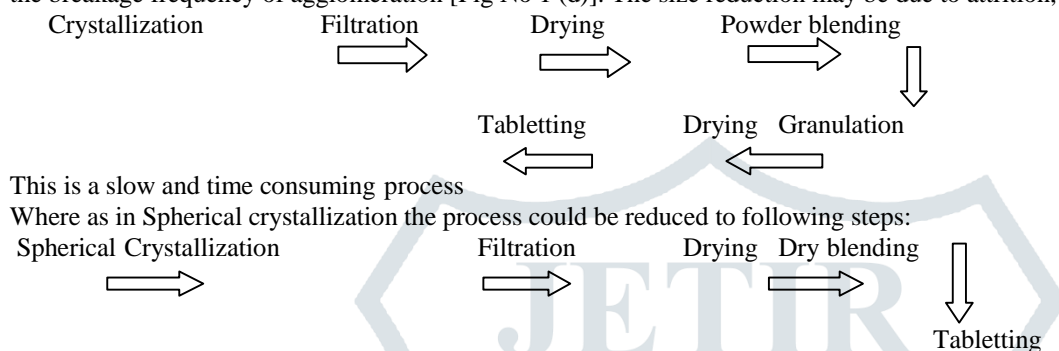 the breakage frequency of agglomeration [Fig No 1 (d)]. The size reduction may be due to attrition,
Crystallization Filtration Drying Powder blending
Tabletting Drying Granulation
This is a slow and time consuming process
Where as in Spherical crystallization the process could be reduced to following steps:
Spherical Crystallization Filtration Drying Dry blending
JETIR
Tabletting